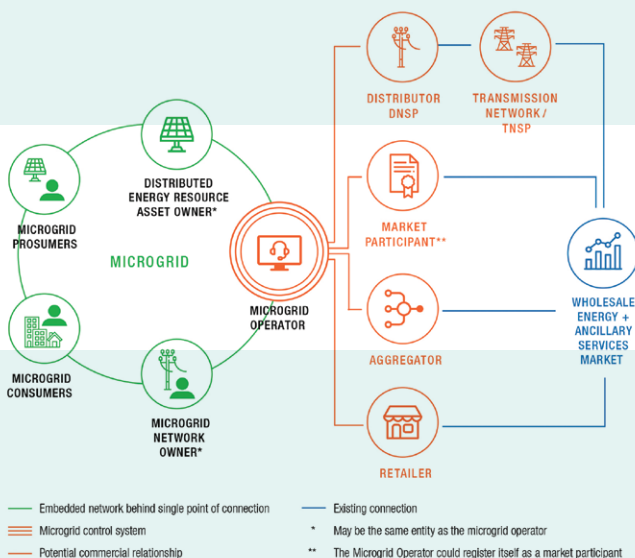 DISTRIBUTOR
DNSP
TRANSMISSION
NETWORK/
TNSP
DISTRIBUTED
ENERGY RESOURCE
ASSET OWNER*
MICROGRID
PROSUMERS
MICROGRID
MARKET
PARTICIPANT**
MICROGRID
OPERATOR
WHOLESALE
ENERGY +
ANCILLARY
SERVICES
MARKET
AGGREGATOR
MICROGRID
CONSUMERS
MICROGRID
NETWORK
OWNER*
RETAILER
Embedded network behind single point of connection
Microgrid control system
Potential commercial relationship
Existing connection
* May be the same entity as the microgrid operator
** The Microgrid Operator could register itself as a market participant